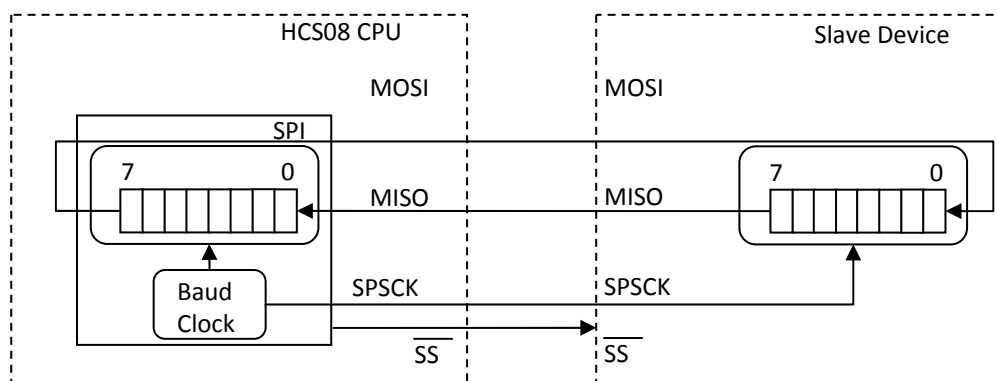 HCS08 CPU
Slave Device
MOSI
MOSI
SPI
7 0
7 0
MISO
MISO
Baud
Clock
SPSCK
SPSCK
SS
SS